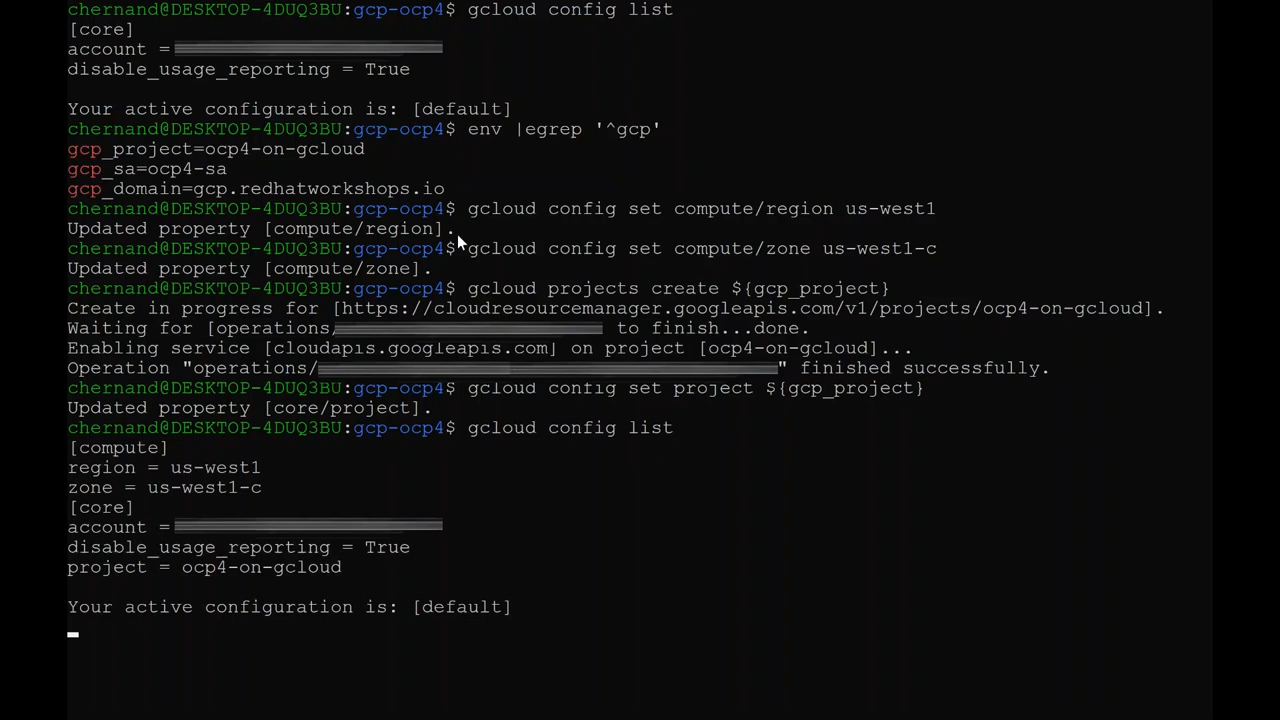 chernand@DESKTOP-4DUQ3BU:gcp-ocp4$ gcloud config list
[core]
account =
disable_usage_reporting = True
Your active configuration is: [default]
chernand@DESKTOP-4DUQ3BU:gcp-ocp4$ env |egrep '^gcp'
gcp_project=ocp4-on-gcloud
gcp_sa=ocp4-sa
gcp_domain=gcp.redhatworkshops.io
chernand@DESKTOP-4DUQ3BU:gcp-ocp4$ gcloud config set compute/region us-west1
Updated property [compute/region].
chernand@DESKTOP-4DUQ3BU:gcp-ocp4$ gcloud config set compute/zone us-west1-c
Updated property [compute/zone].
chernand@DESKTOP-4DUQ3BU:gcp-ocp4$ gcloud projects create ${gcp_project}
Create in progress for [https://cloudresourcemanager.googleapis.com/v1/projects/ocp4-on-gcloud].
Waiting for [operations/ to finish...done.
Enabling service [cloudapis.googleapis.com] on project [ocp4-on-gcloud]...
Operation "operations/" finished successfully.
chernand@DESKTOP-4DUQ3BU:gcp-ocp4$ gcloud config set project ${gcp_project}
Updated property [core/project].
chernand@DESKTOP-4DUQ3BU:gcp-ocp4$ gcloud config list
[compute]
region = us-west1
zone = us-west1-c
[core]
account =
disable_usage_reporting = True
project = ocp4-on-gcloud
Your active configuration is: [default]